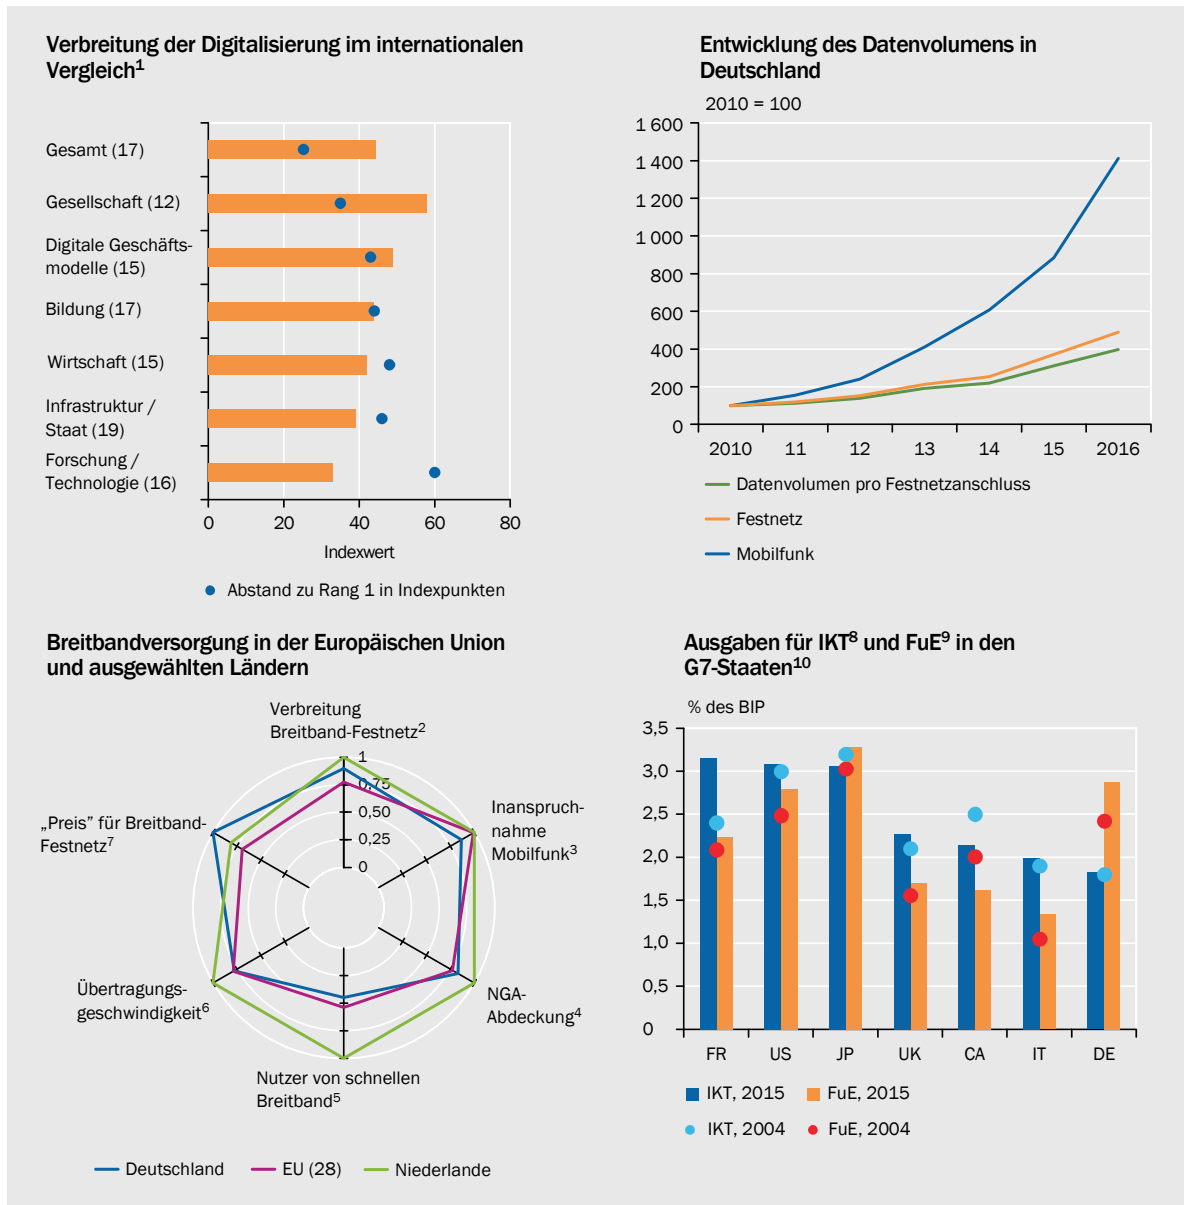 Verbreitung der Digitalisierung im internationalen
Vergleich¹
Gesamt (17)
Gesellschaft (12)
Digitale Geschäfts-
modelle (15)
Bildung (17)
Wirtschaft (15)
Infrastruktur /
Staat (19)
Forschung /
Technologie (16)
0 20 40 60 80
Indexwert
Abstand zu Rang 1 in Indexpunkten
Entwicklung des Datenvolumens in
Deutschland
2010 = 100
1 600
1 400
1 200
1 000
800
600
400
200
0
2010 11 12 13 14 15 2016
Datenvolumen pro Festnetzanschluss
Festnetz
Mobilfunk
Breitbandversorgung in der Europäischen Union
und ausgewählten Ländern
Verbreitung
Breitband-Festnetz²
1
0,75
0,50
0,25
0
Inanspruch-
nahme
Mobilfunk³
„Preis” für Breitband-
Festnetz⁷
Übertragungs-
geschwindigkeit⁶
NGA-
Abdeckung⁴
Nutzer von schnellen
Breitband⁵
Deutschland EU (28) Niederlande
Ausgaben für IKT⁸ und FuE⁹ in den
G7-Staaten¹⁰
% des BIP
3,5
3,0
2,5
2,0
1,5
1,0
0,5
0
FR US JP UK CA IT DE
IKT, 2015 FuE, 2015
IKT, 2004 FuE, 2004